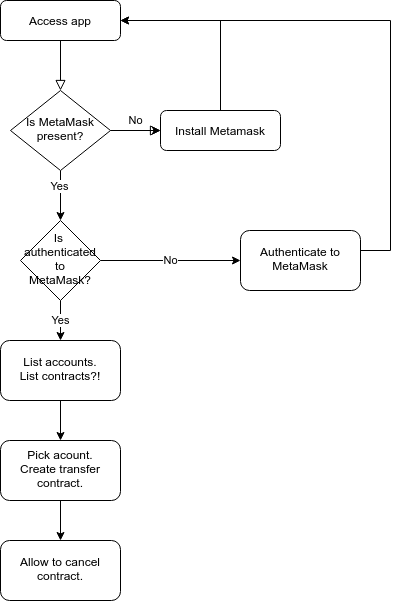 Access app
Is MetaMask
present?
No
Install Metamask
Yes
Is
authenticated
to
MetaMask?
No
Authenticate to
MetaMask
Yes
List accounts.
List contracts?!
Pick acount.
Create transfer
contract.
Allow to cancel
contract.